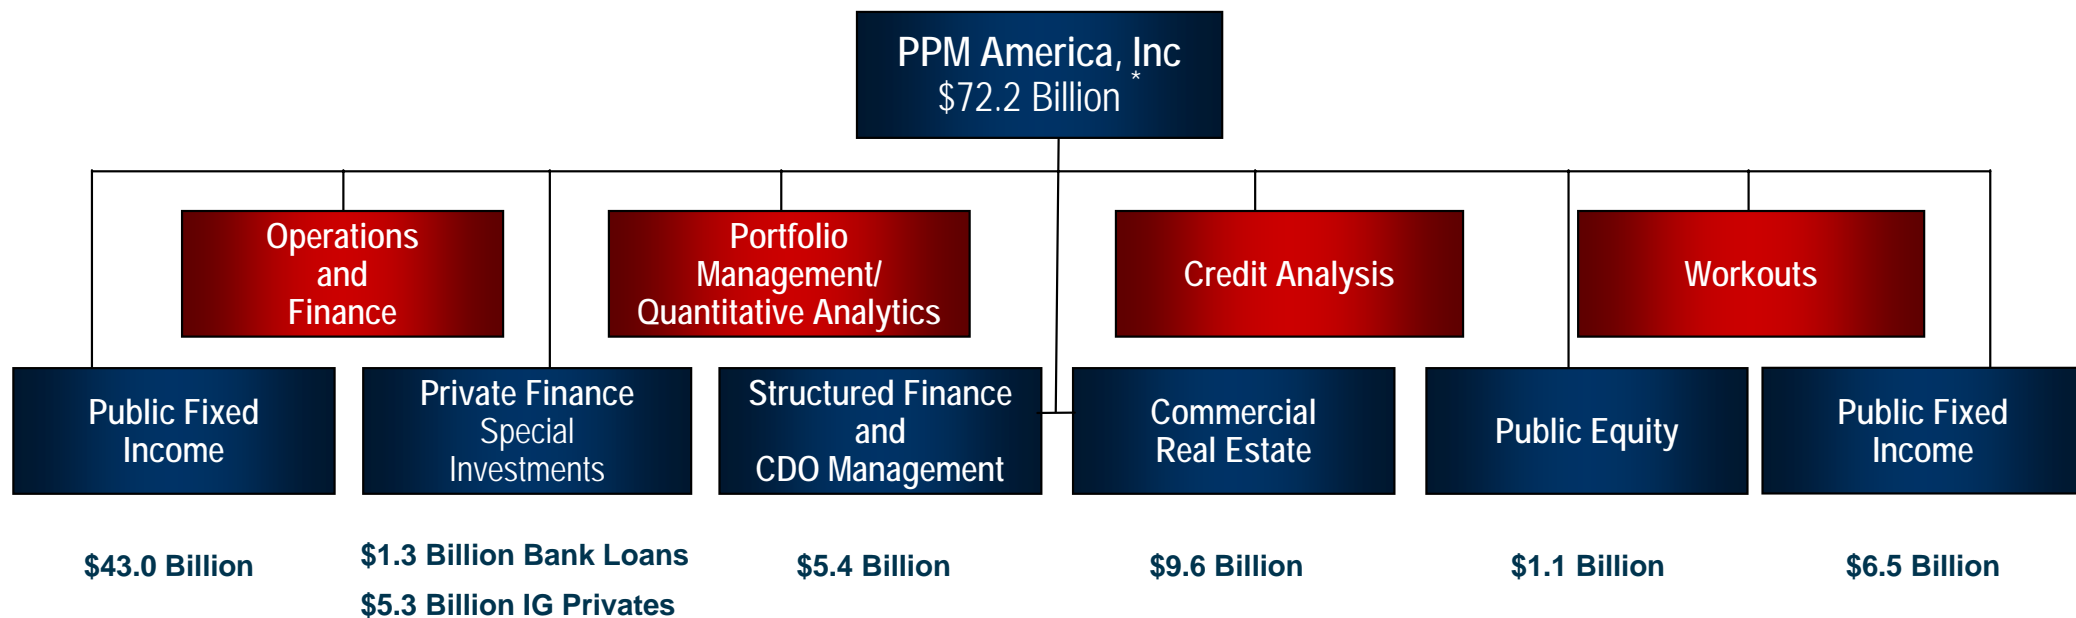 PPM America, Inc
$72.2 Billion *
Operations
and
Finance
Portfolio
Management/
Quantitative Analytics
Credit Analysis
Workouts
Public Fixed
Income
Private Finance
Special
Investments
Structured Finance
and
CDO Management
Commercial
Real Estate
Public Equity
Public Fixed
Income
$43.0 Billion
$1.3 Billion Bank Loans
$5.3 Billion IG Privates
$5.4 Billion
$9.6 Billion
$1.1 Billion
$6.5 Billion